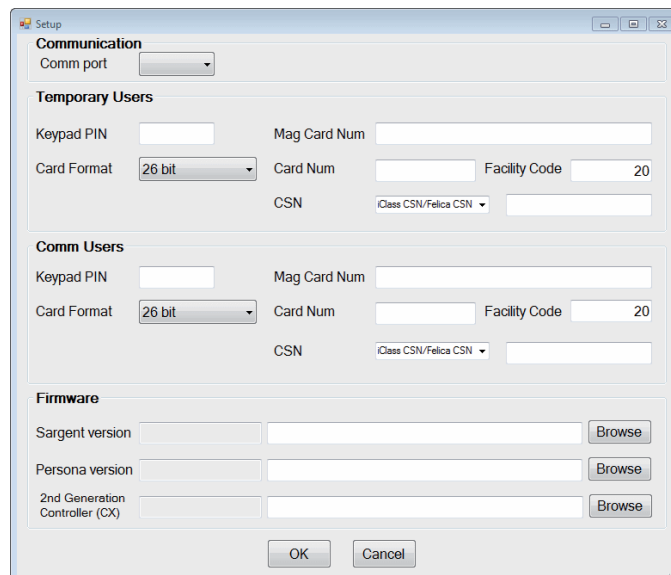 Setup
Communication
Comm port
Temporary Users
Keypad PIN Mag Card Num
Card Format 26 bit Card Num Facility Code 20
CSN iClass CSN/Felica CSN
Comm Users
Keypad PIN Mag Card Num
Card Format 26 bit Card Num Facility Code 20
CSN iClass CSN/Felica CSN
Firmware
Sargent version Browse
Persona version Browse
2nd Generation
Controller (CX) Browse
OK Cancel